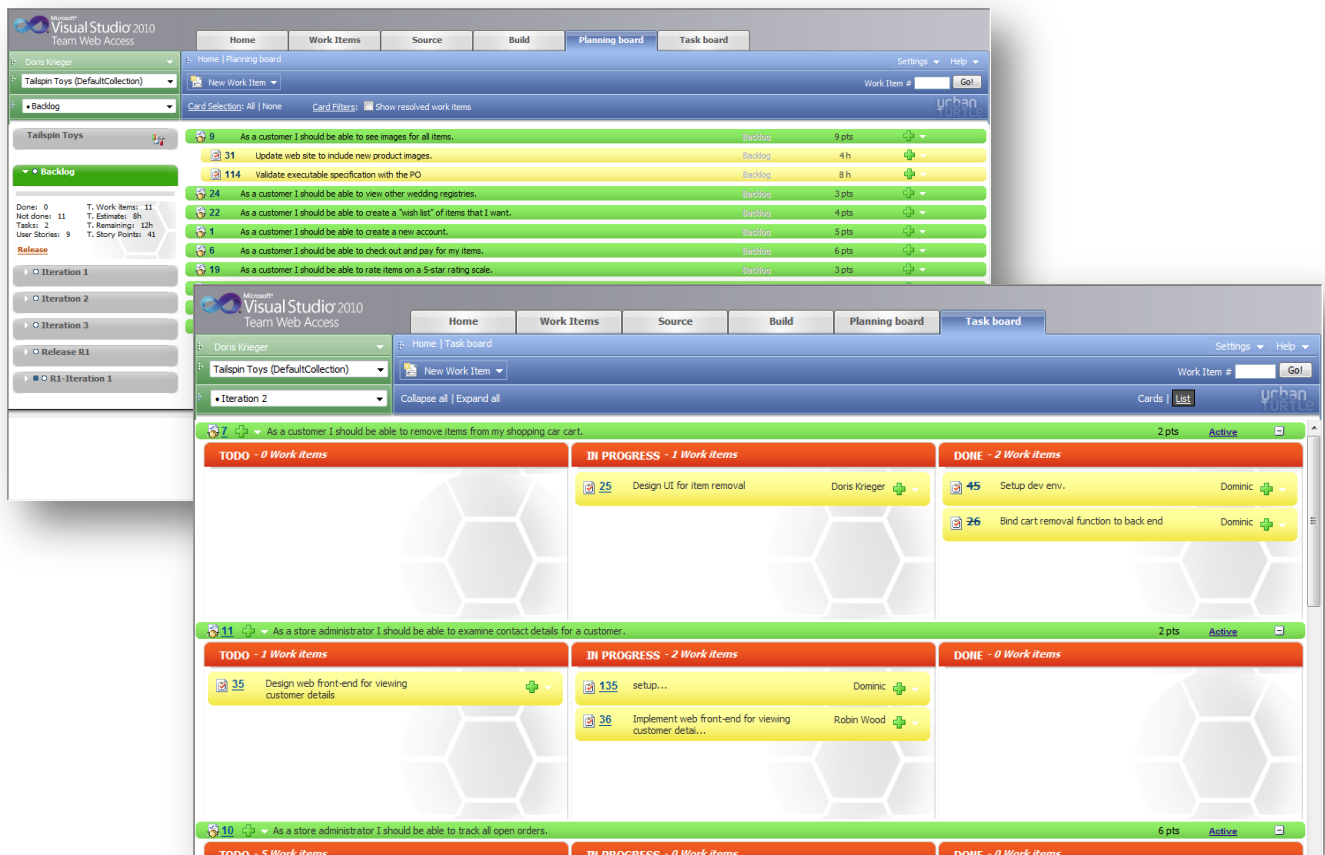 Microsoft®
Visual Studio® 2010
Team Web Access
Home
Work Items
Source
Build
Planning board
Task board
Doris Krieger
Home | Planning board
Settings
Help
Tailspin Toys (DefaultCollection)
New Work Item
Work Item #
Go!
• Backlog
Card Selection: All | None
Card Filters:
Show resolved work items
urban
TURTLE
Tailspin Toys
Backlog
Done: 0 T. Work items: 11
Not done: 11 T. Estimate: 8h
Tasks: 2 T. Remaining: 12h
User Stories: 9 T. Story Points: 41
Release
Iteration 1
Iteration 2
Iteration 3
Release R1
R1-Iteration 1
9 As a customer I should be able to see images for all items. Backlog 9 pts
31 Update web site to include new product images. Backlog 4 h
114 Validate executable specification with the PO Backlog 8 h
24 As a customer I should be able to view other wedding registries. Backlog 3 pts
22 As a customer I should be able to create a "wish list" of items that I want. Backlog 4 pts
1 As a customer I should be able to create a new account. Backlog 5 pts
6 As a customer I should be able to check out and pay for my items. Backlog 6 pts
19 As a customer I should be able to rate items on a 5-star rating scale. Backlog 3 pts
Microsoft®
Visual Studio® 2010
Team Web Access
Home
Work Items
Source
Build
Planning board
Task board
Doris Krieger
Home | Task board
Settings
Help
Tailspin Toys (DefaultCollection)
New Work Item
Work Item #
Go!
• Iteration 2
Collapse all | Expand all
Cards | List
urban
TURTLE
7 As a customer I should be able to remove items from my shopping car cart. 2 pts Active
TODO - 0 Work items
IN PROGRESS - 1 Work items
DONE - 2 Work items
25 Design UI for item removal Doris Krieger
45 Setup dev env. Dominic
26 Bind cart removal function to back end Dominic
11 As a store administrator I should be able to examine contact details for a customer. 2 pts Active
TODO - 1 Work items
IN PROGRESS - 2 Work items
DONE - 0 Work items
35 Design web front-end for viewing
customer details
135 setup... Dominic
36 Implement web front-end for viewing Robin Wood
customer detai...
10 As a store administrator I should be able to track all open orders. 6 pts Active
TODO - 5 Work items
IN PROGRESS - 0 Work items
DONE - 0 Work items